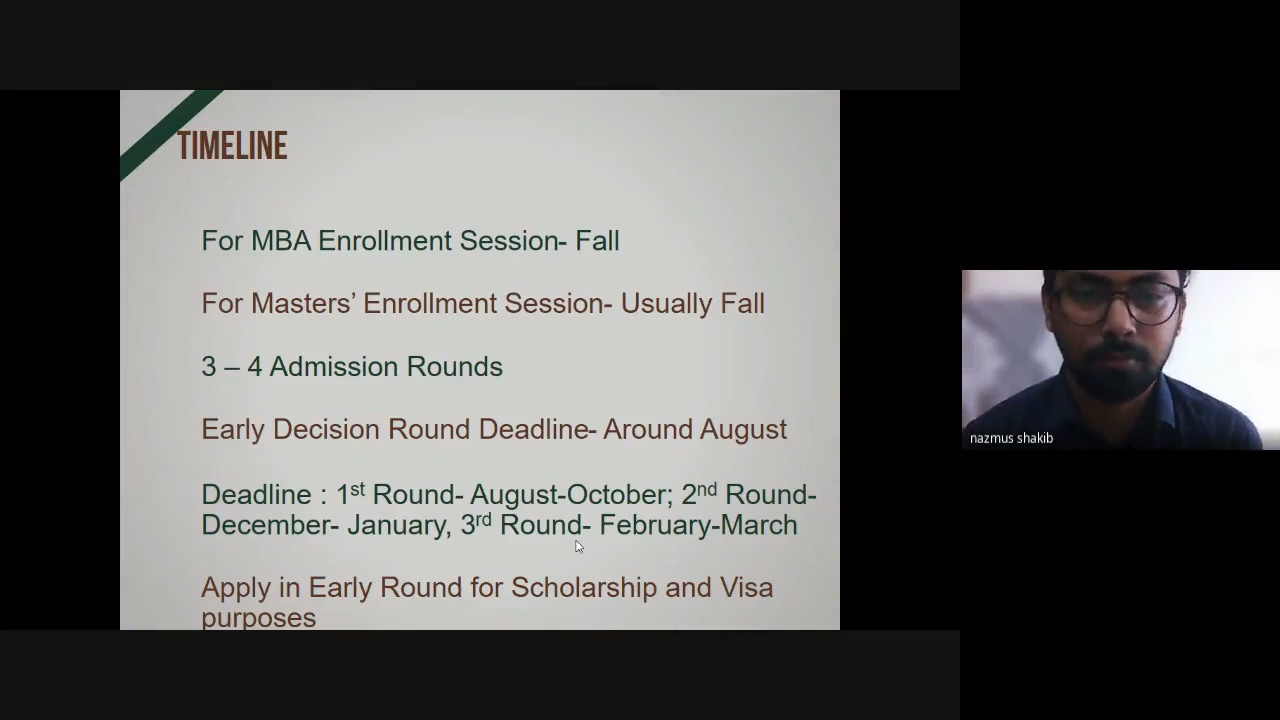 TIMELINE
For MBA Enrollment Session- Fall
For Masters’ Enrollment Session- Usually Fall
3 – 4 Admission Rounds
Early Decision Round Deadline- Around August
Deadline : 1st Round- August-October; 2nd Round-
December- January, 3rd Round- February-March
Apply in Early Round for Scholarship and Visa
purposes
nazmus shakib